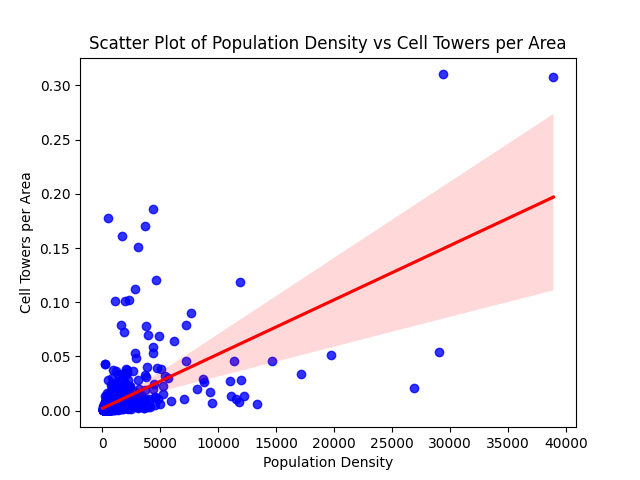 Scatter Plot of Population Density vs Cell Towers per Area
0.30
0.25
0.20
0.15
0.10
0.05
0.00
Cell Towers per Area
0 5000 10000 15000 20000 25000 30000 35000 40000
Population Density